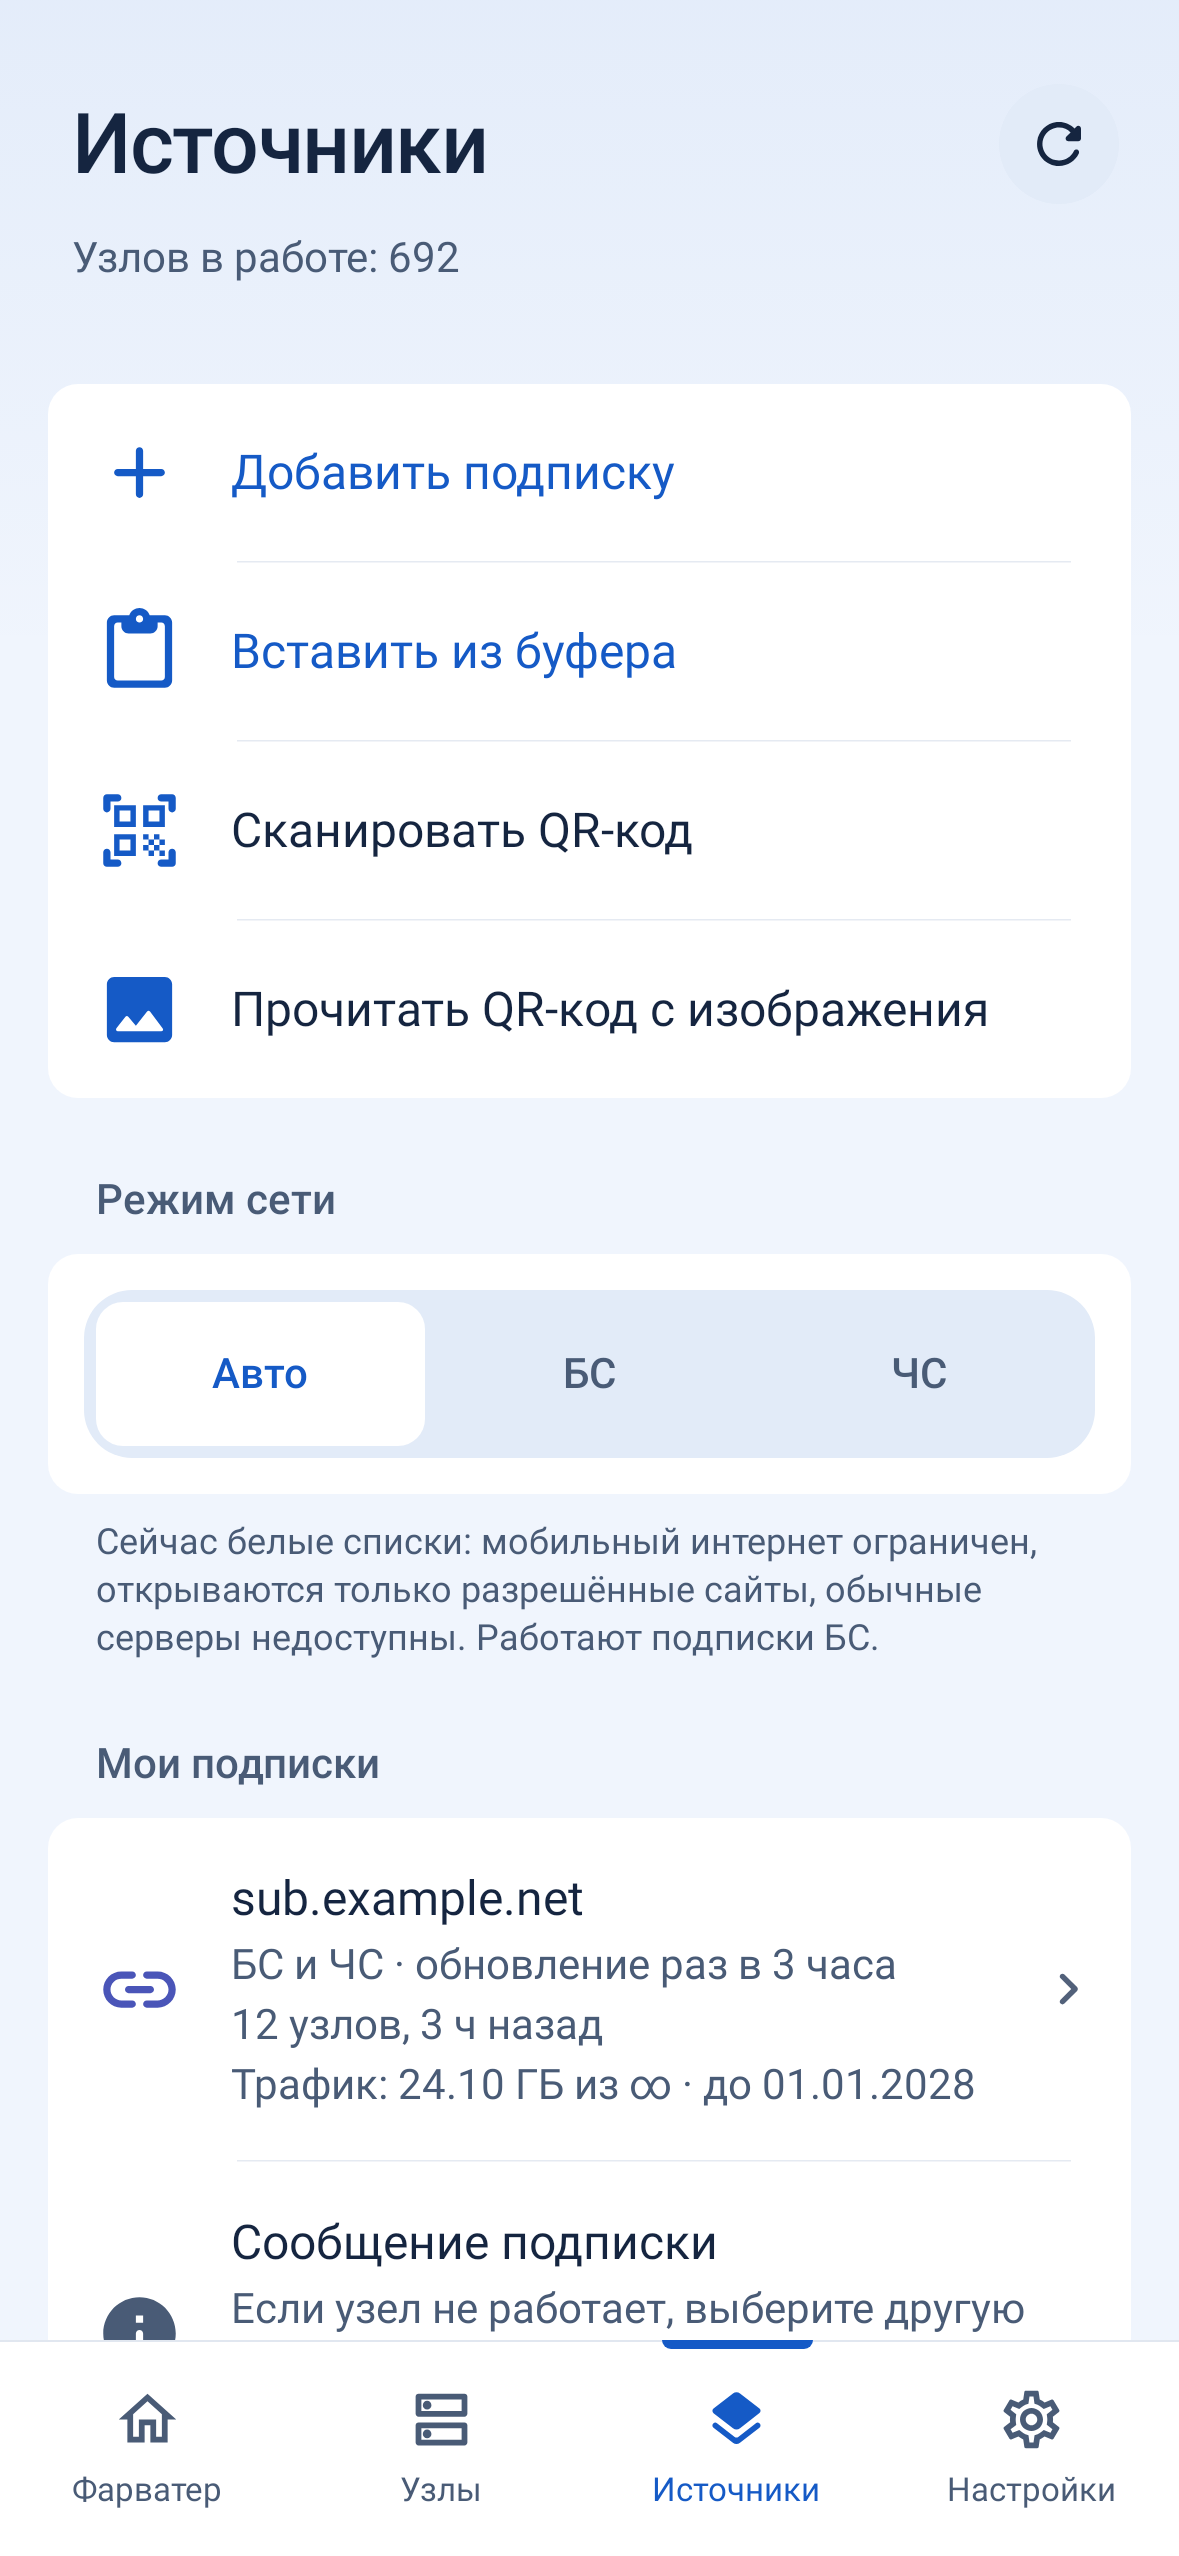 Источники
Узлов в работе: 692
Добавить подписку
Вставить из буфера
Сканировать QR-код
Прочитать QR-код с изображения
Режим сети
Авто
БС
ЧС
Сейчас белые списки: мобильный интернет ограничен,
открываются только разрешённые сайты, обычные
серверы недоступны. Работают подписки БС.
Мои подписки
sub.example.net
БС и ЧС · обновление раз в 3 часа
12 узлов, 3 ч назад
Трафик: 24.10 ГБ из ∞ · до 01.01.2028
Сообщение подписки
Если узел не работает, выберите другую
Фарватер
Узлы
Источники
Настройки